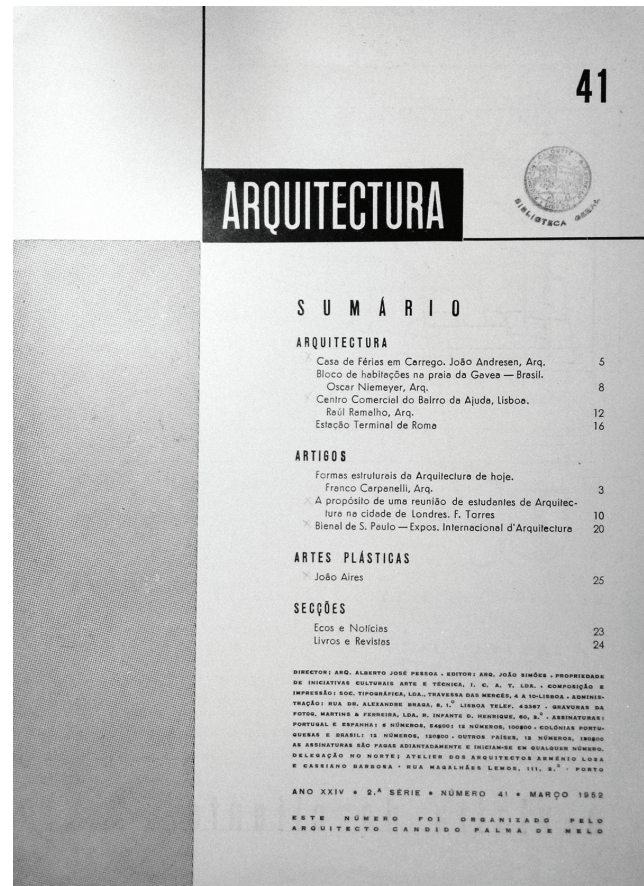 41
ARQUITECTURA
BIBLIOTECA GERAL
SUMÁRIO
ARQUITECTURA
Casa de Férias em Carrego. João Andresen, Arq. 5
Bloco de habitações na praia da Gavea — Brasil.
Oscar Niemeyer, Arq. 8
Centro Comercial do Bairro da Ajuda, Lisboa.
Raúl Ramalho, Arq. 12
Estação Terminal de Roma 16
ARTIGOS
Formas estruturais da Arquitectura de hoje.
Franco Carpanelli, Arq. 3
A propósito de uma reunião de estudantes de Arquitec-
tura na cidade de Londres. F. Torres 10
Bienal de S. Paulo — Expos. Internacional d'Arquitectura 20
ARTES PLÁSTICAS
João Aires 25
SECÇÕES
Ecos e Notícias 23
Livros e Revistas 24
DIRECTOR: ARQ. ALBERTO JOSÉ PESSOA • EDITOR: ARQ. JOÃO SIMÕES • PROPRIEDADE
DE INICIATIVAS CULTURAIS ARTE E TÉCNICA, I. C. A. T. LDA. • COMPOSIÇÃO E
IMPRESSÃO: SOC. TIPOGRÁFICA, LDA., TRAVESSA DAS MERCÊS, 4 A 10-LISBOA • ADMINIS-
TRAÇÃO: RUA DR. ALEXANDRE BRAGA, 8, 1.º LISBOA TELEF. 43367 • GRAVURAS DA
FOTOG. MARTINS & FERREIRA, LDA. R. INFANTE D. HENRIQUE, 60, 2.º • ASSINATURAS:
PORTUGAL E ESPANHA: 6 NÚMEROS, 54$00; 12 NÚMEROS, 100$00 • COLÓNIAS PORTU-
GUESAS E BRASIL: 12 NÚMEROS, 120$00 • OUTROS PAÍSES, 12 NÚMEROS, 150$00
AS ASSINATURAS SÃO PAGAS ADIANTADAMENTE E INICIAM-SE EM QUALQUER NÚMERO.
DELEGAÇÃO NO NORTE: ATELIER DOS ARQUITECTOS ARMÉNIO LOSA
E CASSIANO BARBOSA • RUA MAGALHÃES LEMOS, 111, 2.º • PORTO
ANO XXIV • 2.ª SÉRIE • NÚMERO 41 • MARÇO 1952
ESTE NÚMERO FOI ORGANIZADO PELO
ARQUITECTO CANDIDO PALMA DE MELO